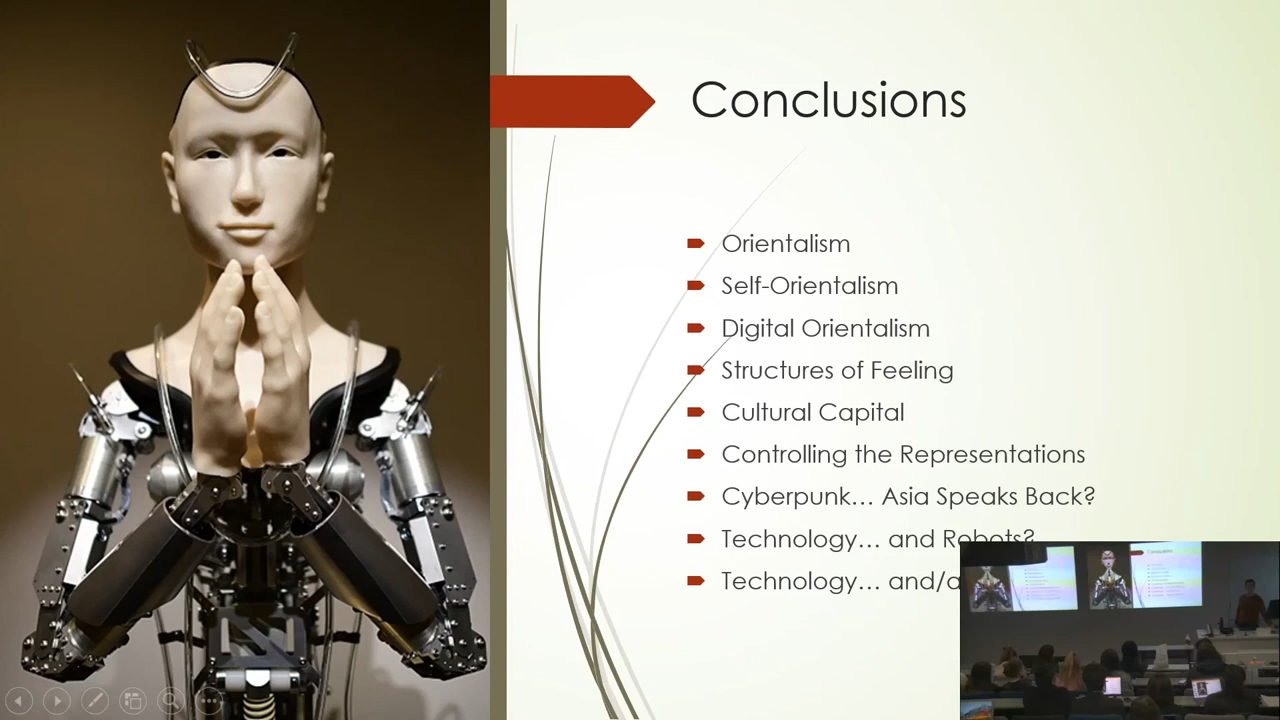 Conclusions
Orientalism
Self-Orientalism
Digital Orientalism
Structures of Feeling
Cultural Capital
Controlling the Representations
Cyberpunk... Asia Speaks Back?
Technology... and Robots?
Technology... and/